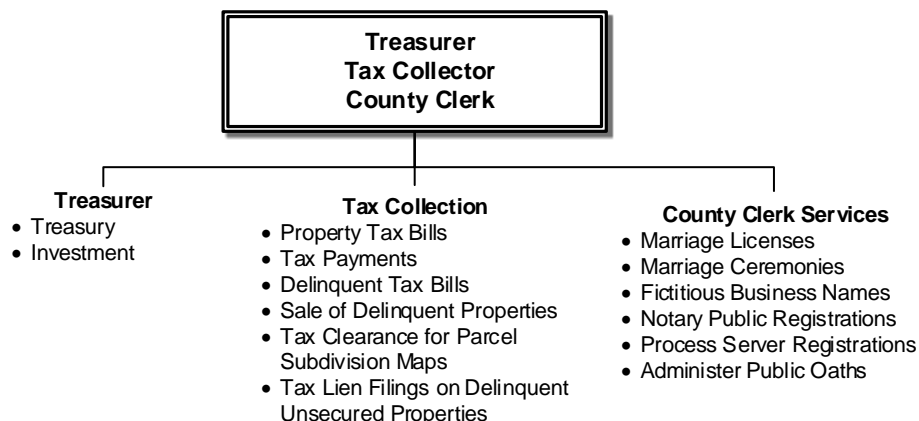 Treasurer
Tax Collector
County Clerk
Treasurer
• Treasury
• Investment
Tax Collection
• Property Tax Bills
• Tax Payments
• Delinquent Tax Bills
• Sale of Delinquent Properties
• Tax Clearance for Parcel
Subdivision Maps
• Tax Lien Filings on Delinquent
Unsecured Properties
County Clerk Services
• Marriage Licenses
• Marriage Ceremonies
• Fictitious Business Names
• Notary Public Registrations
• Process Server Registrations
• Administer Public Oaths